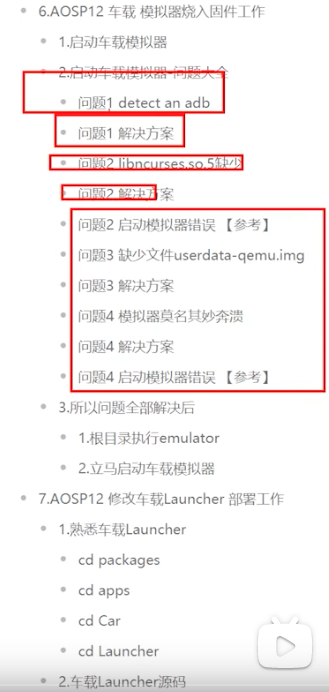 6.AOSP12 车载 模拟器烧入固件工作
1.启动车载模拟器
2.启动车载模拟器-问题大全
问题1 detect an adb
问题1 解决方案
问题2 libncurses.so.5缺少
问题2 解决方案
问题2 启动模拟器错误 【参考】
问题3 缺少文件userdata-qemu.img
问题3 解决方案
问题4 模拟器莫名其妙奔溃
问题4 解决方案
问题4 启动模拟器错误 【参考】
3.所以问题全部解决后
1.根目录执行emulator
2.立马启动车载模拟器
7.AOSP12 修改车载Launcher 部署工作
1.熟悉车载Launcher
cd packages
cd apps
cd Car
cd Launcher
2.车载Launcher源码